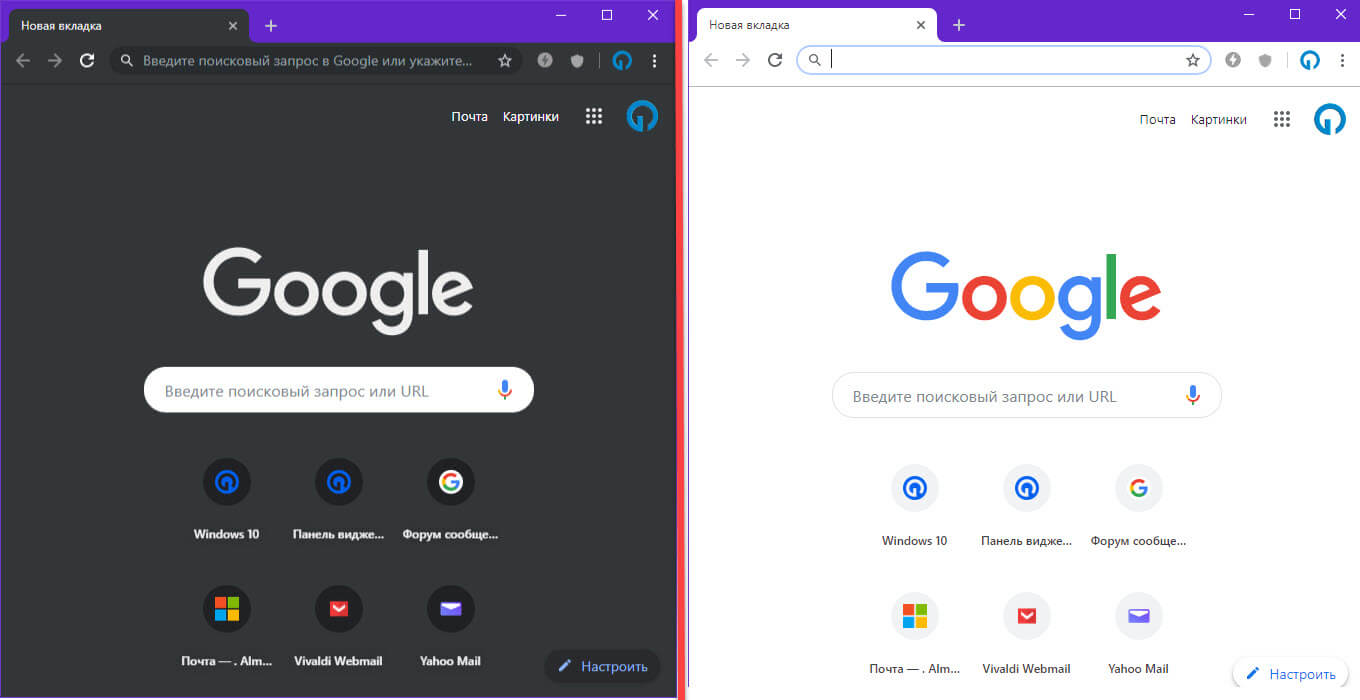 Новая вкладка
Введите поисковый запрос в Google или укажите...
Почта Картинки
Google
Введите поисковый запрос или URL
Windows 10 Панель видже... Форум сообще...
Почта — . Alm... Vivaldi Webmail Yahoo Mail
Настроить
Новая вкладка
Почта Картинки
Google
Введите поисковый запрос или URL
Windows 10 Панель видже... Форум сообще...
Почта — . Alm... Vivaldi Webmail Yahoo Mail
Настроить